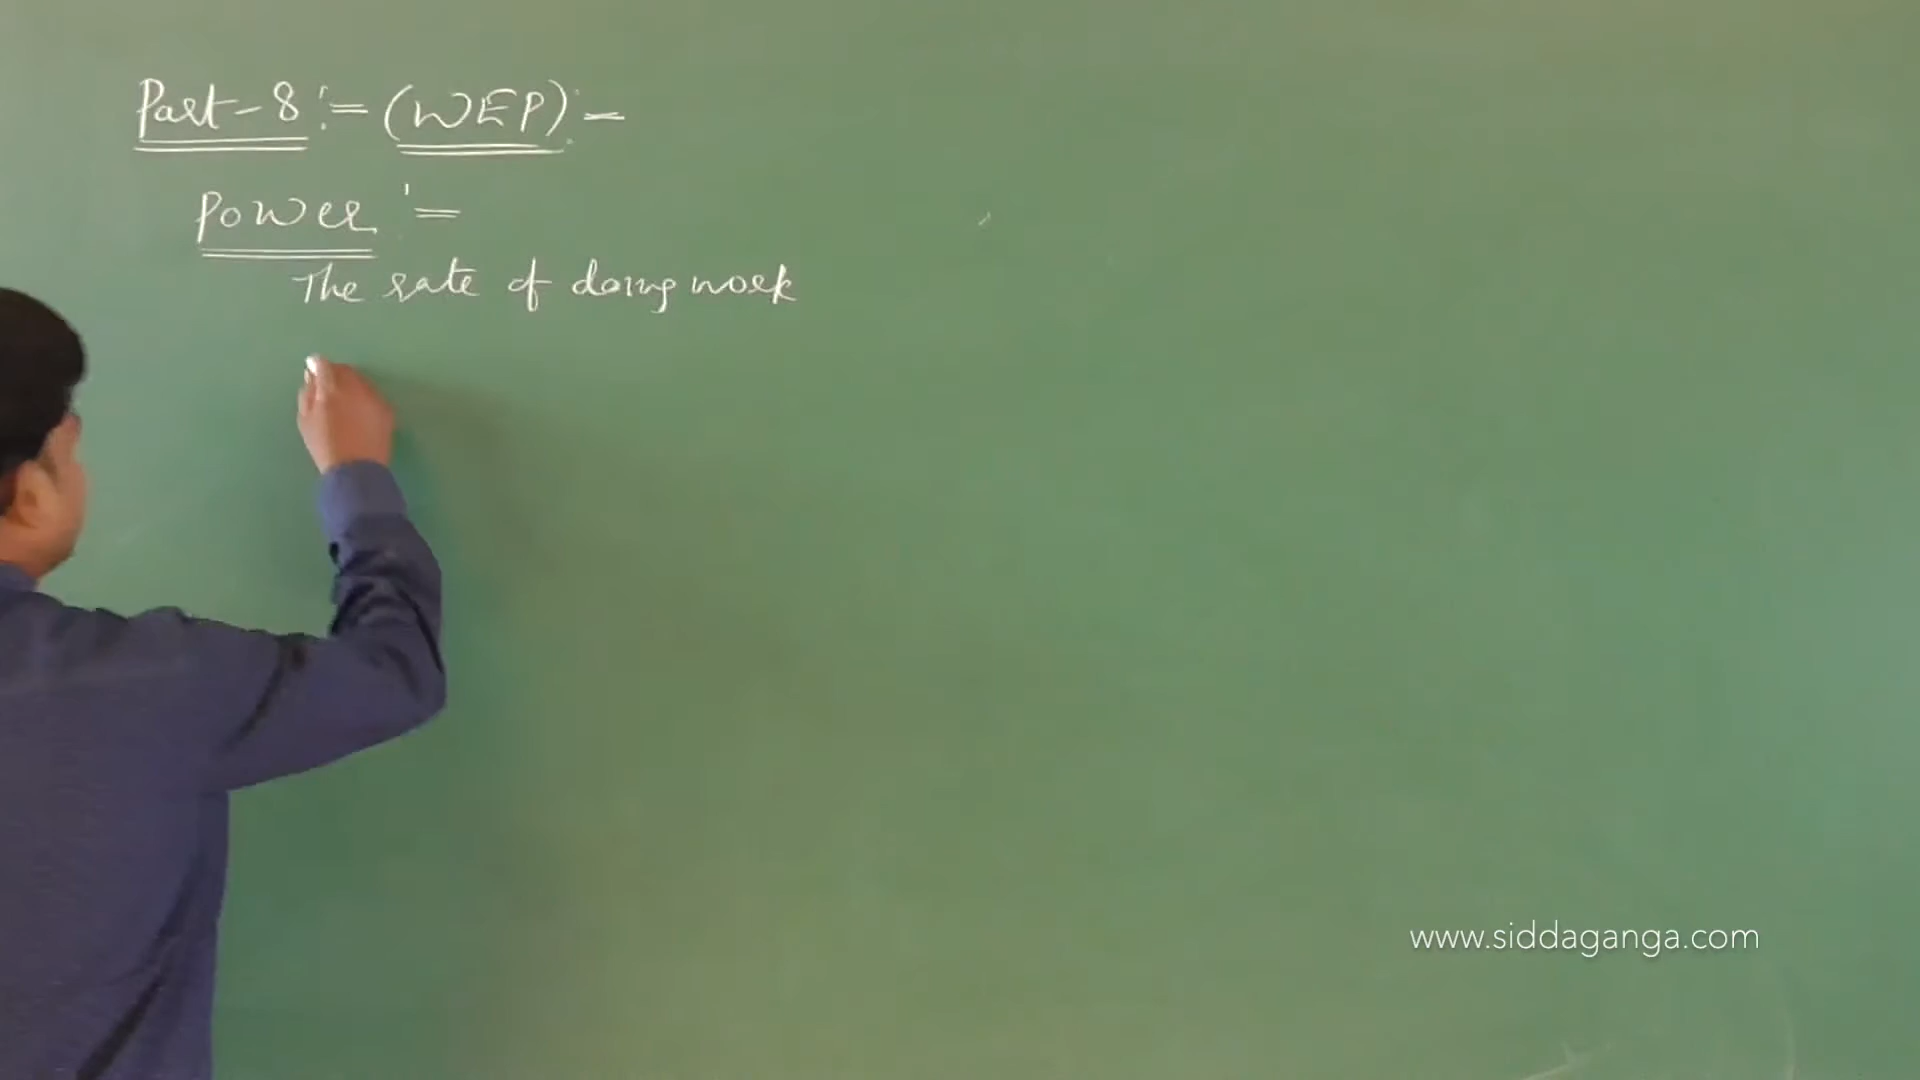 Part-8 :- (WEP) :-
Power :-
The rate of doing work
www.siddaganga.com